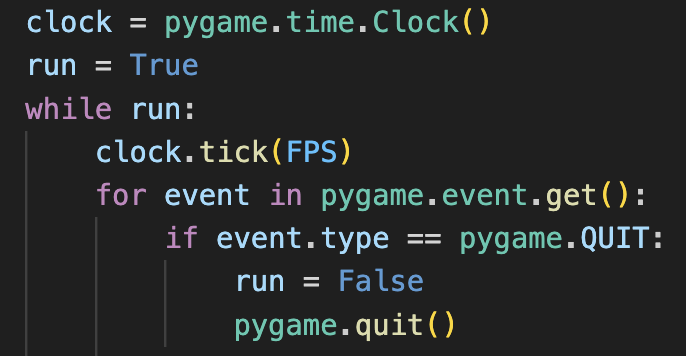 clock = pygame.time.Clock()
run = True
while run:
    clock.tick(FPS)
    for event in pygame.event.get():
        if event.type == pygame.QUIT:
            run = False
            pygame.quit()